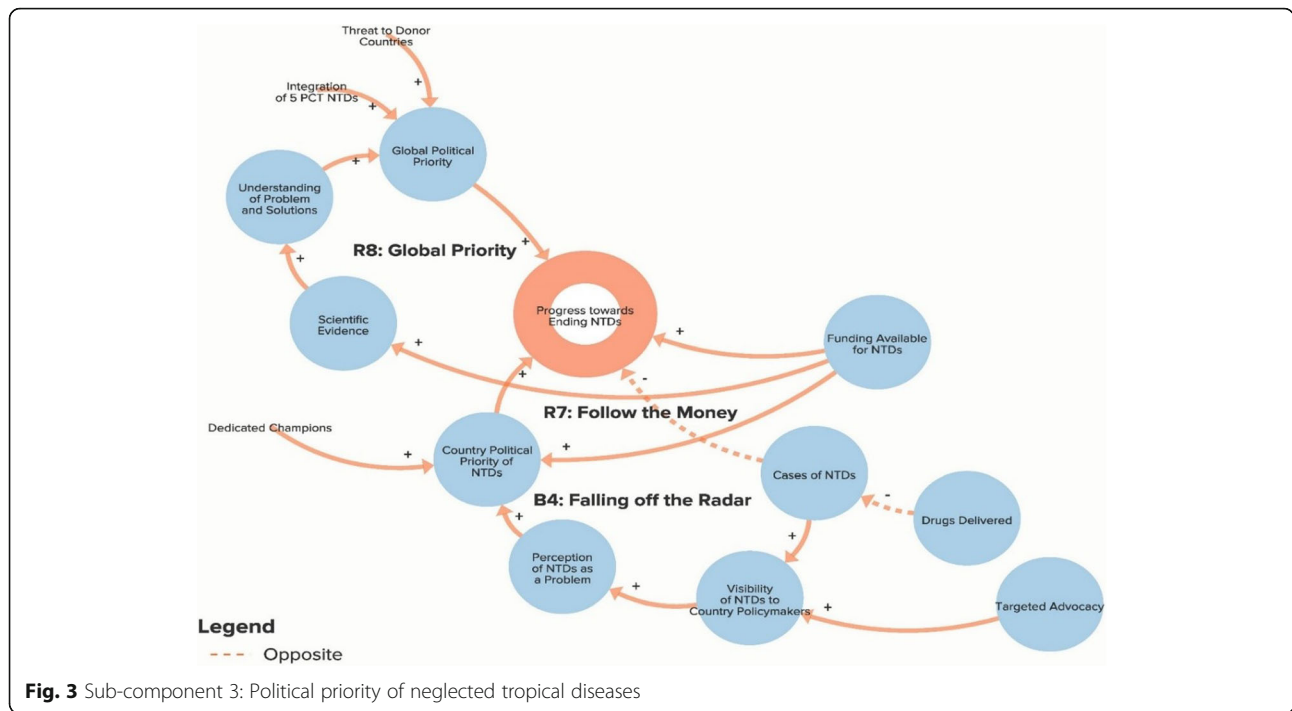 Threat to Donor
Countries
+
Integration
of 5 PCT NTDs
+
Global Political
Priority
+
Understanding
of Problem
and Solutions
+
R8: Global Priority
+
Scientific
Evidence
+
Progress towards
Ending NTDs
+
Funding Available
for NTDs
+
-
+
R7: Follow the Money
Dedicated Champions
+
Country Political
Priority of
NTDs
+
Cases of NTDs
B4: Falling off the Radar
-
Drugs Delivered
+
+
Perception
of NTDs as
a Problem
+
Visibility
of NTDs to
Country Policymakers
+
Targeted Advocacy
Legend
Opposite
Fig. 3 Sub-component 3: Political priority of neglected tropical diseases